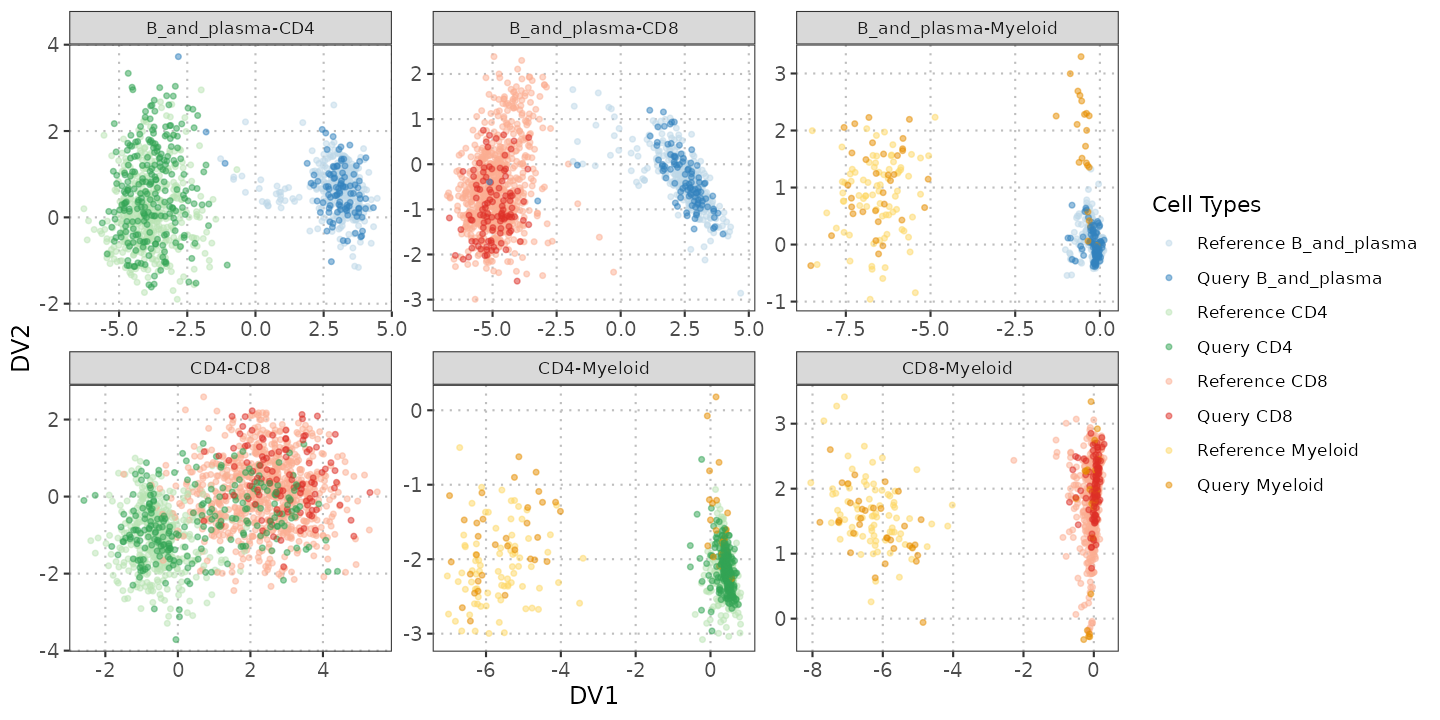 B_and_plasma-CD4
B_and_plasma-CD8
B_and_plasma-Myeloid
4
2
0
-2
2
1
0
-1
-2
-3
3
2
1
0
-1
-5.0 -2.5 0.0 2.5 5.0
-5.0 -2.5 0.0 2.5 5.0
-7.5 -5.0 -2.5 0.0
CD4-CD8
CD4-Myeloid
CD8-Myeloid
2
0
-2
-4
0
-1
-2
-3
3
2
1
0
-2 0 2 4
-6 -4 -2 0
-8 -6 -4 -2 0
DV2
DV1
Cell Types
Reference B_and_plasma
Query B_and_plasma
Reference CD4
Query CD4
Reference CD8
Query CD8
Reference Myeloid
Query Myeloid